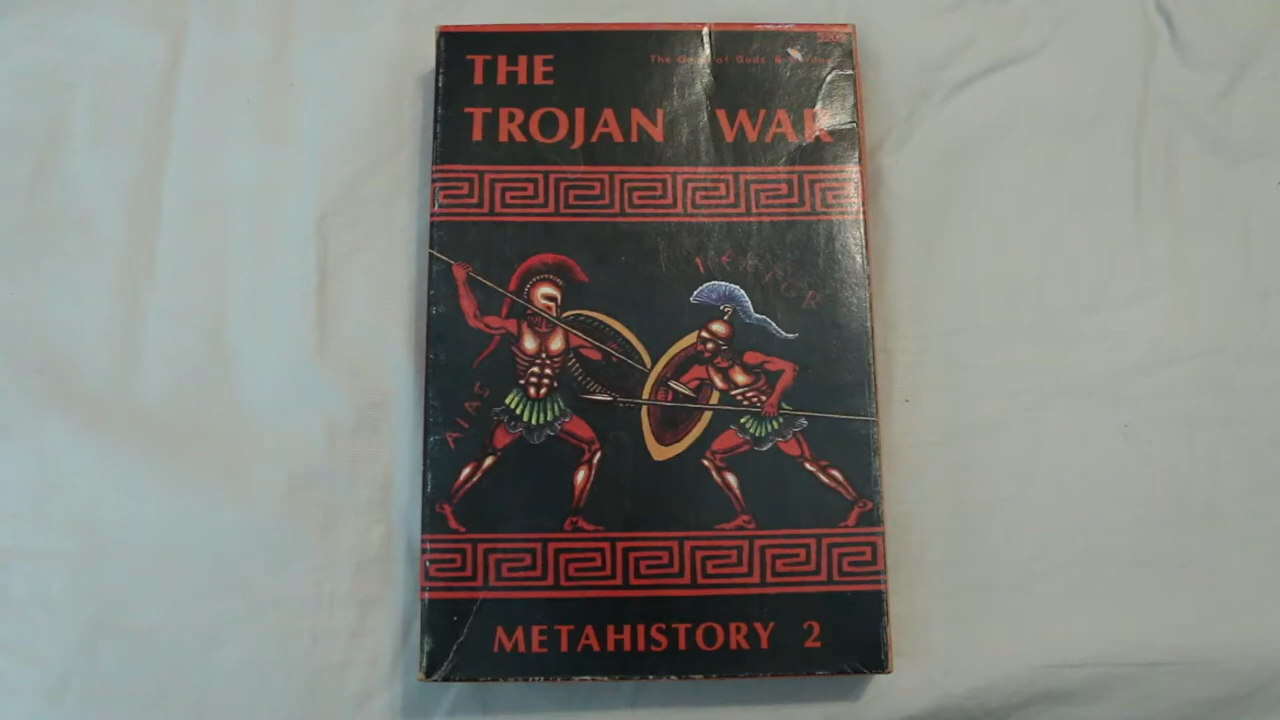 THE
The of Gods &
TROJAN WAR
AIAS
METAHISTORY 2